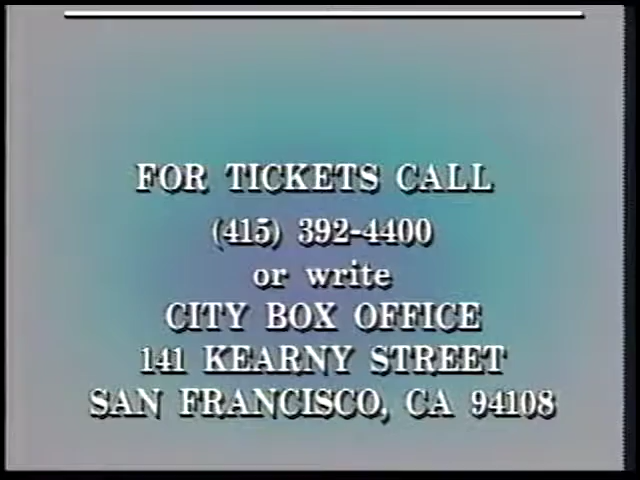 FOR TICKETS CALL
(415) 392-4400
or write
CITY BOX OFFICE
141 KEARNY STREET
SAN FRANCISCO, CA 94108